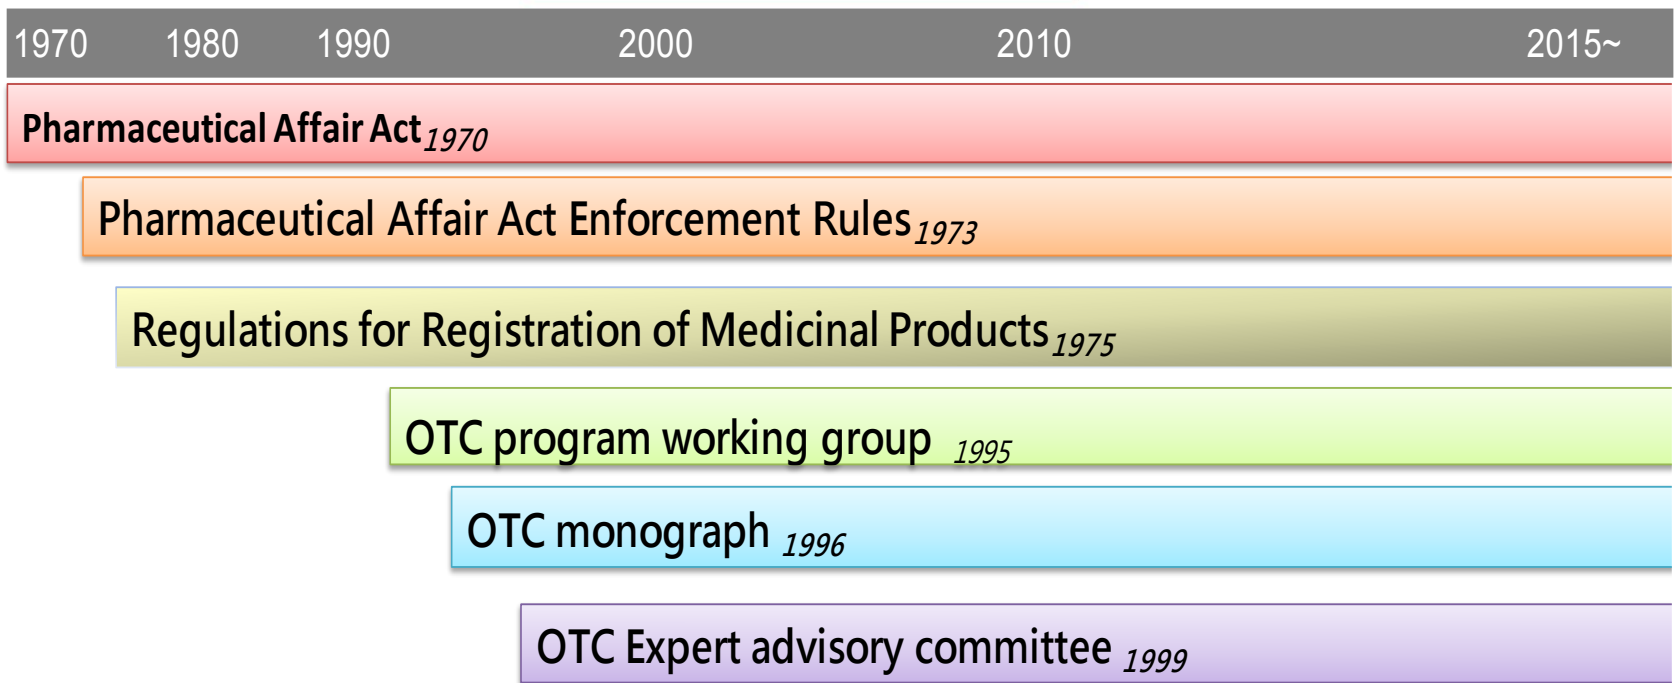 1970 1980 1990 2000 2010 2015~
Pharmaceutical Affair Act 1970
Pharmaceutical Affair Act Enforcement Rules 1973
Regulations for Registration of Medicinal Products 1975
OTC program working group 1995
OTC monograph 1996
OTC Expert advisory committee 1999